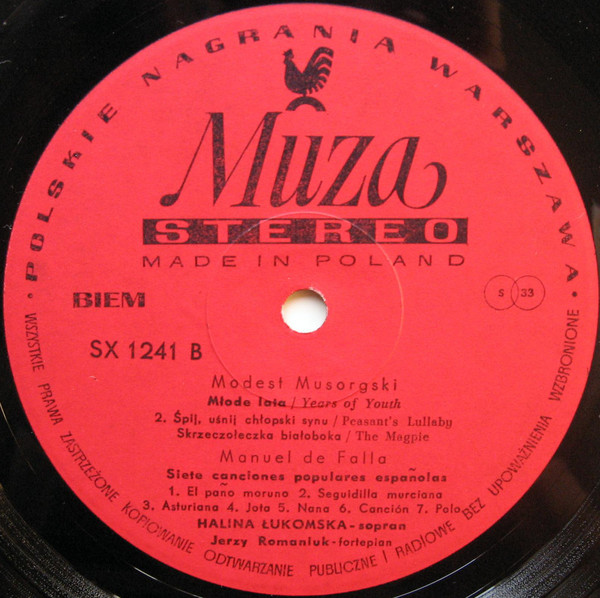 POLSKIE NAGRANIA WARSZAWA
Muza
STEREO
MADE IN POLAND
BIEM
S 33
SX 1241 B
Modest Musorgski
Młode lata / Years of Youth
2. Śpij, uśnij chłopski synu / Peasant's Lullaby
Skrzeczołeczka białoboka / The Magpie
Manuel de Falla
Siete canciones populares españolas
1. El paño moruno 2. Seguidilla murciana
3. Asturiana 4. Jota 5. Nana 6. Canción 7. Polo
HALINA ŁUKOMSKA - sopran
Jerzy Romaniuk - fortepian
WSZYSTKIE PRAWA ZASTRZEŻONE KOPIOWANIE ODTWARZANIE PUBLICZNE I RADIOWE BEZ UPOWAŻNIENIA WZBRONIONE